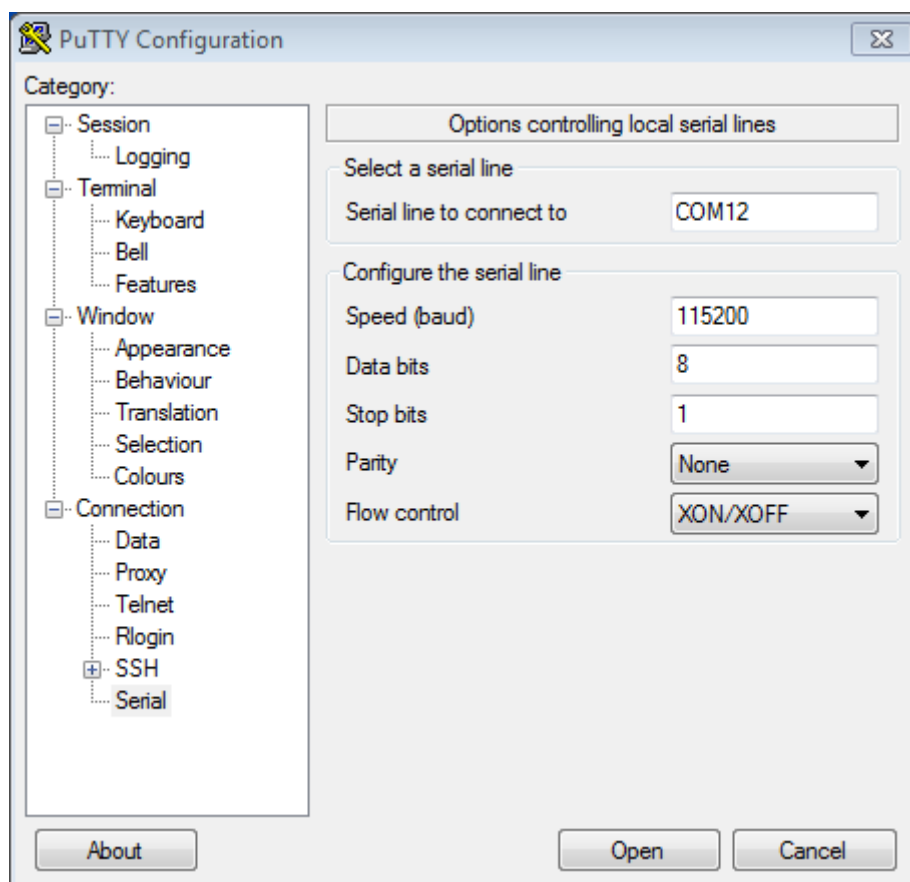 PuTTY Configuration
Category:
Session
Logging
Terminal
Keyboard
Bell
Features
Window
Appearance
Behaviour
Translation
Selection
Colours
Connection
Data
Proxy
Telnet
Rlogin
SSH
Serial
Options controlling local serial lines
Select a serial line
Serial line to connect to COM12
Configure the serial line
Speed (baud) 115200
Data bits 8
Stop bits 1
Parity None
Flow control XON/XOFF
About Open Cancel